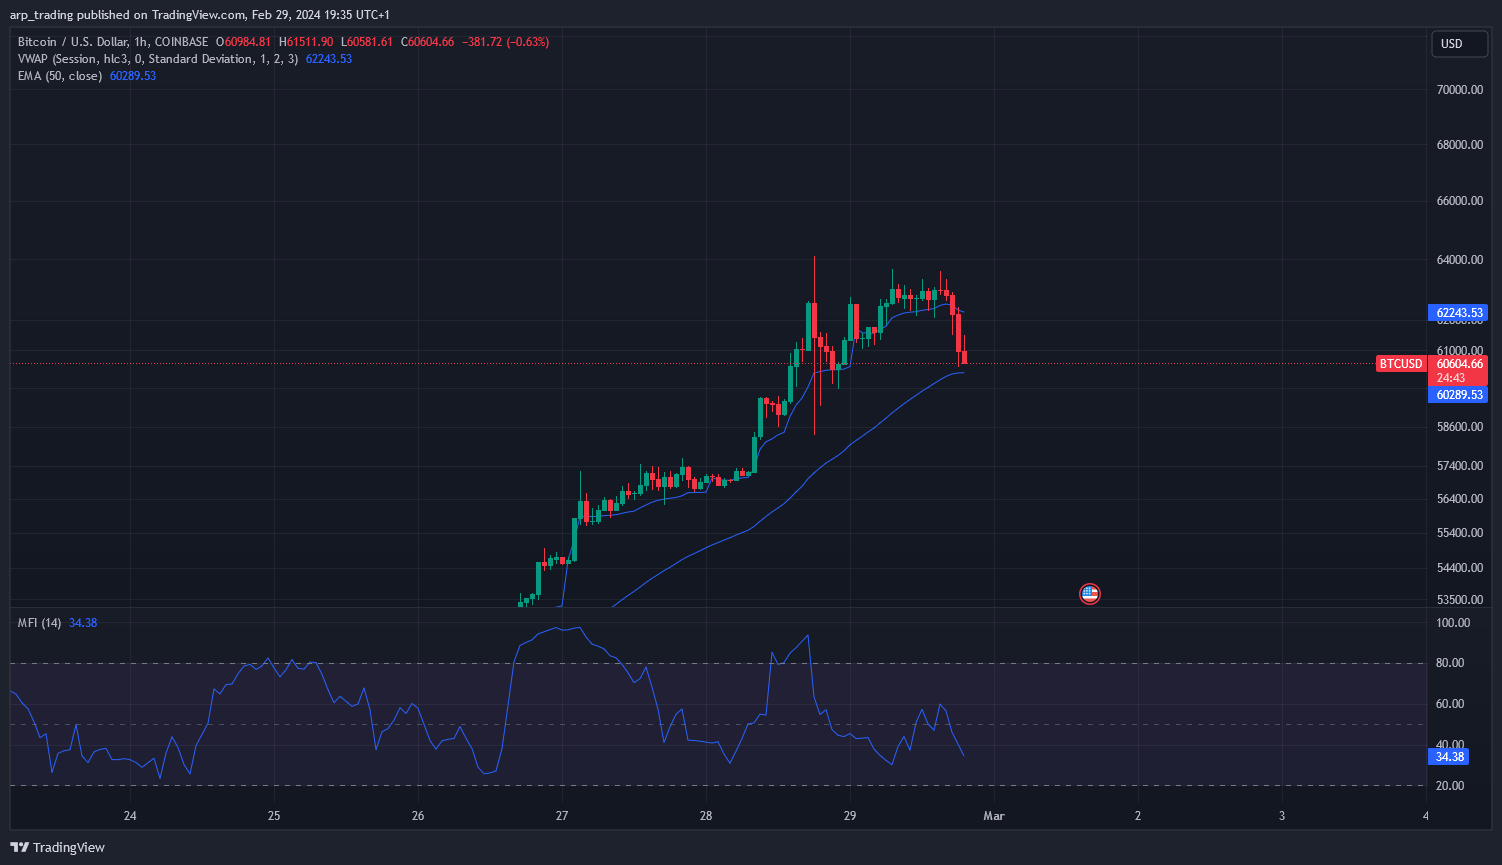 arp_trading published on TradingView.com, Feb 29, 2024 19:35 UTC+1
Bitcoin / U.S. Dollar, 1h, COINBASE O60984.81 H61511.90 L60581.61 C60604.66 −381.72 (−0.63%)
USD
VWAP (Session, hlc3, 0, Standard Deviation, 1, 2, 3) 62243.53
EMA (50, close) 60289.53
70000.00
68000.00
66000.00
64000.00
62243.53
62000.00
61000.00
BTCUSD 60604.66
24:43
60289.53
58600.00
57400.00
56400.00
55400.00
54400.00
53500.00
MFI (14) 34.38
100.00
80.00
60.00
40.00
34.38
20.00
24 25 26 27 28 29 Mar 2 3 4
TradingView